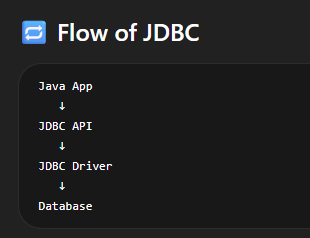 🔁 Flow of JDBC
Java App
↓
JDBC API
↓
JDBC Driver
↓
Database